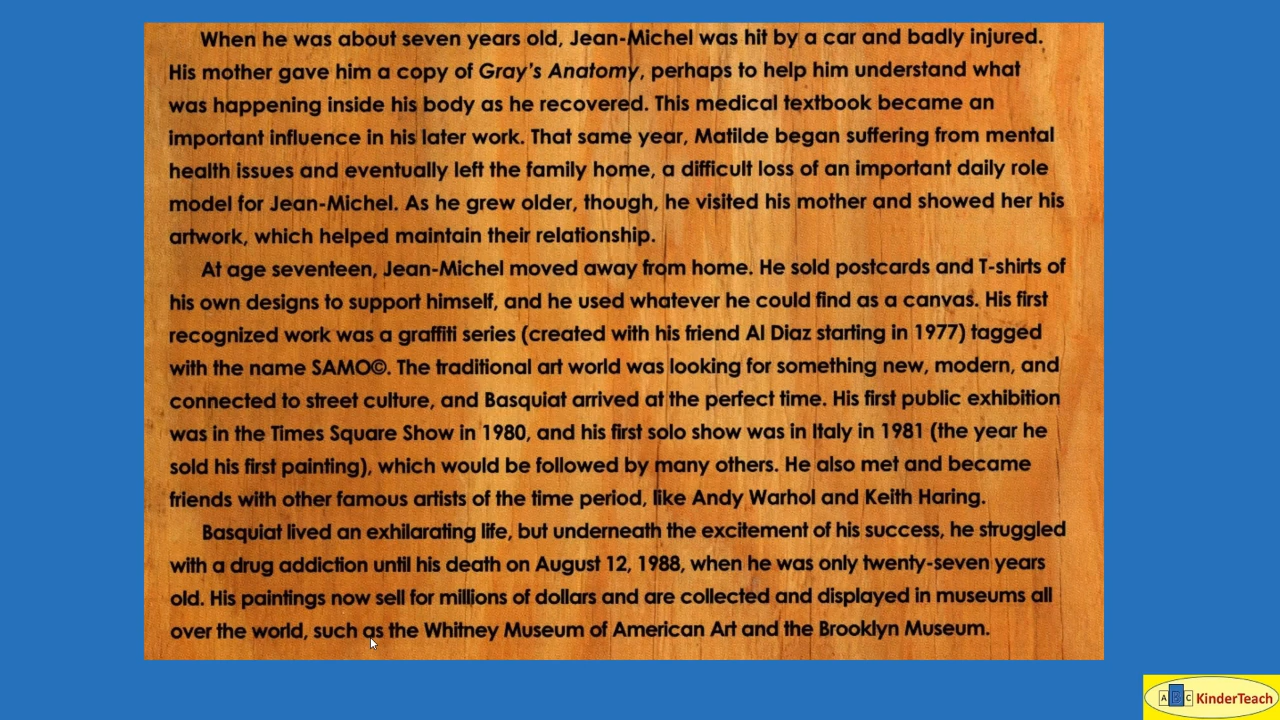 When he was about seven years old, Jean-Michel was hit by a car and badly injured.
His mother gave him a copy of Gray's Anatomy, perhaps to help him understand what
was happening inside his body as he recovered. This medical textbook became an
important influence in his later work. That same year, Matilde began suffering from mental
health issues and eventually left the family home, a difficult loss of an important daily role
model for Jean-Michel. As he grew older, though, he visited his mother and showed her his
artwork, which helped maintain their relationship.
At age seventeen, Jean-Michel moved away from home. He sold postcards and T-shirts of
his own designs to support himself, and he used whatever he could find as a canvas. His first
recognized work was a graffiti series (created with his friend Al Diaz starting in 1977) tagged
with the name SAMO©. The traditional art world was looking for something new, modern, and
connected to street culture, and Basquiat arrived at the perfect time. His first public exhibition
was in the Times Square Show in 1980, and his first solo show was in Italy in 1981 (the year he
sold his first painting), which would be followed by many others. He also met and became
friends with other famous artists of the time period, like Andy Warhol and Keith Haring.
Basquiat lived an exhilarating life, but underneath the excitement of his success, he struggled
with a drug addiction until his death on August 12, 1988, when he was only twenty-seven years
old. His paintings now sell for millions of dollars and are collected and displayed in museums all
over the world, such as the Whitney Museum of American Art and the Brooklyn Museum.
A B C KinderTeach